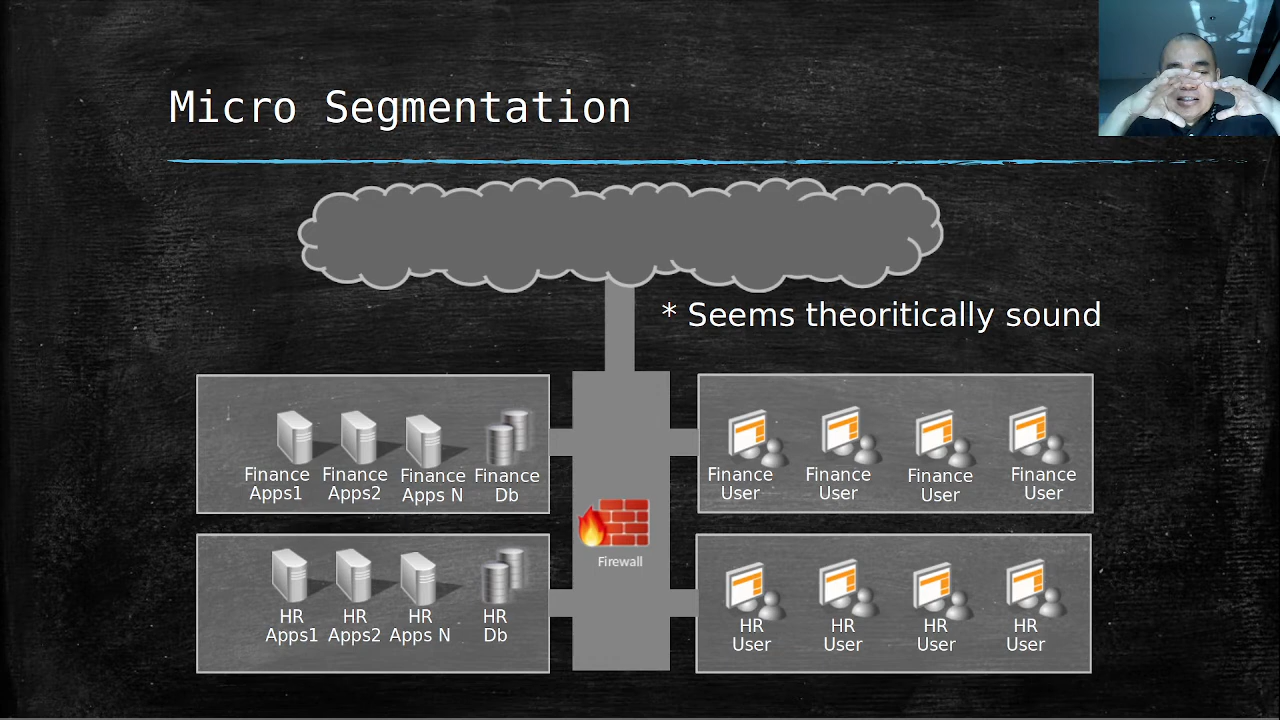 Micro Segmentation
* Seems theoritically sound
Finance
Apps1
Finance
Apps2
Finance
Apps N
Finance
Db
Finance
User
Finance
User
Finance
User
Finance
User
Firewall
HR
Apps1
HR
Apps2
HR
Apps N
HR
Db
HR
User
HR
User
HR
User
HR
User